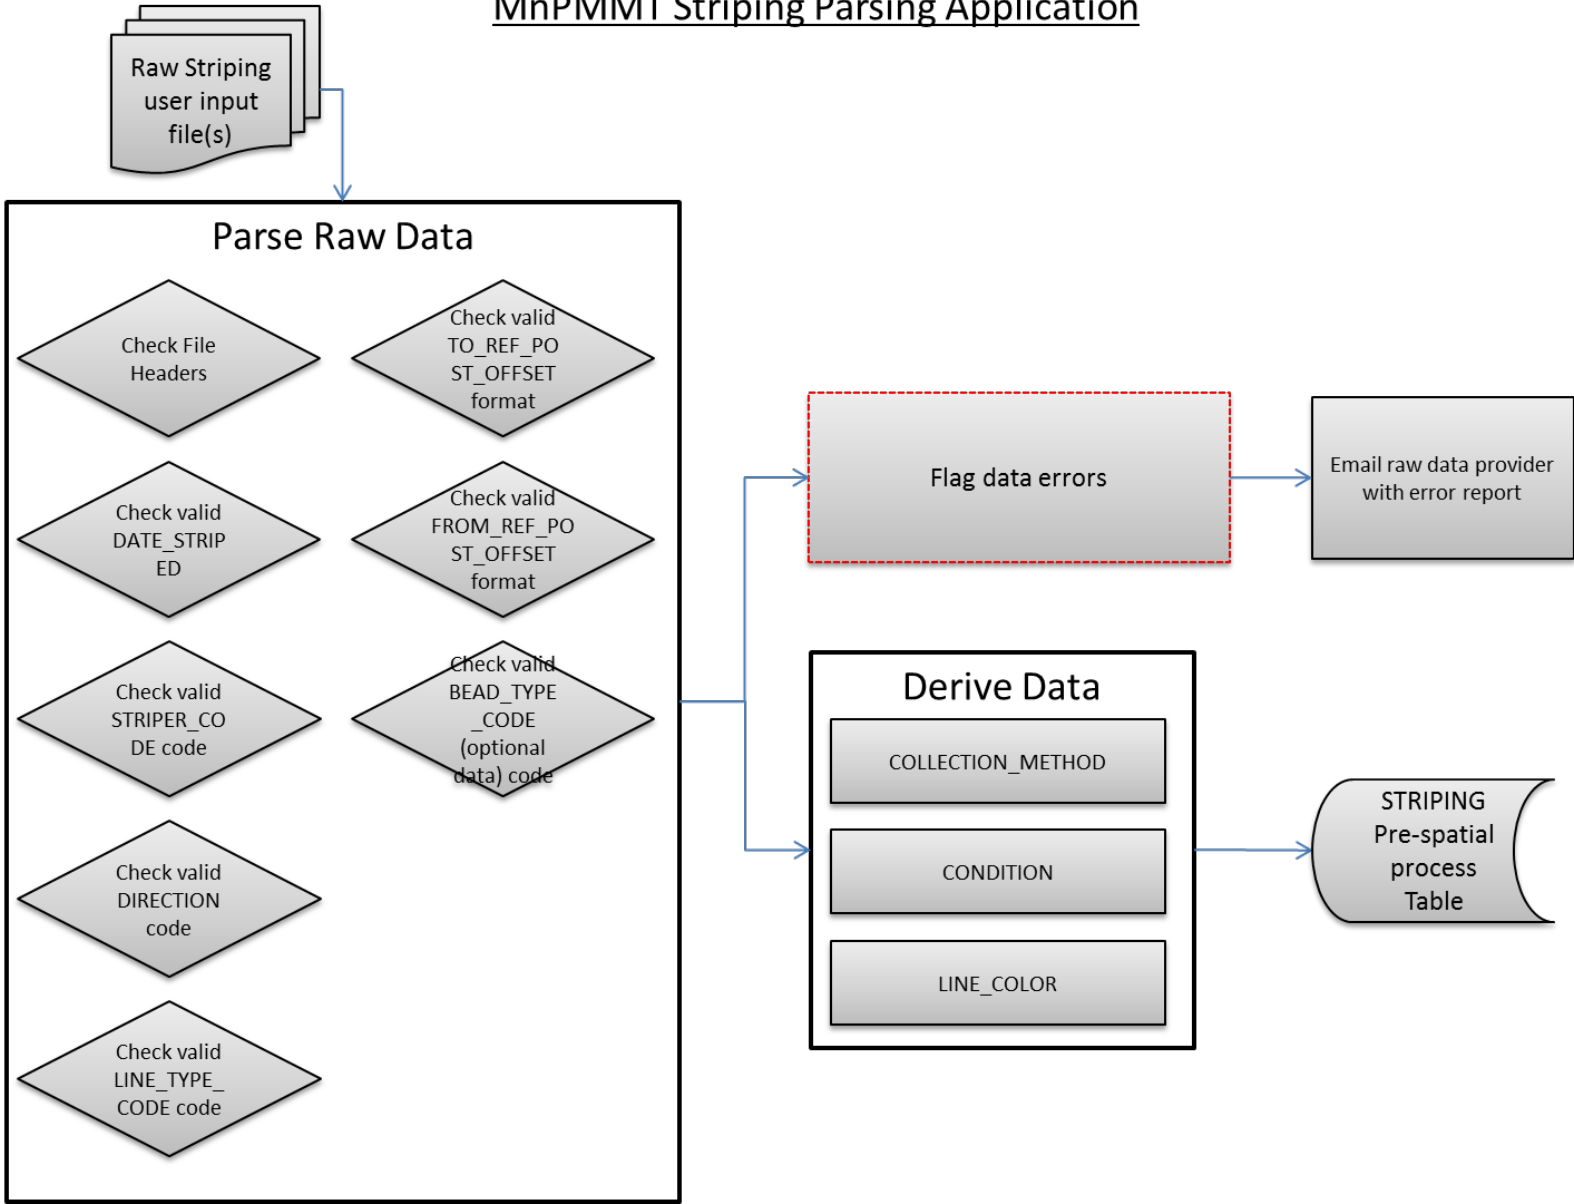 MnPMMT Striping Parsing Application
Raw Striping
user input
file(s)
Parse Raw Data
Check File
Headers
Check valid
DATE_STRIP
ED
Check valid
STRIPER_CO
DE code
Check valid
DIRECTION
code
Check valid
LINE_TYPE_
CODE code
Check valid
TO_REF_PO
ST_OFFSET
format
Check valid
FROM_REF_PO
ST_OFFSET
format
Check valid
BEAD_TYPE
_CODE
(optional
data) code
Flag data errors
Email raw data provider
with error report
Derive Data
COLLECTION_METHOD
CONDITION
LINE_COLOR
STRIPING
Pre-spatial
process
Table